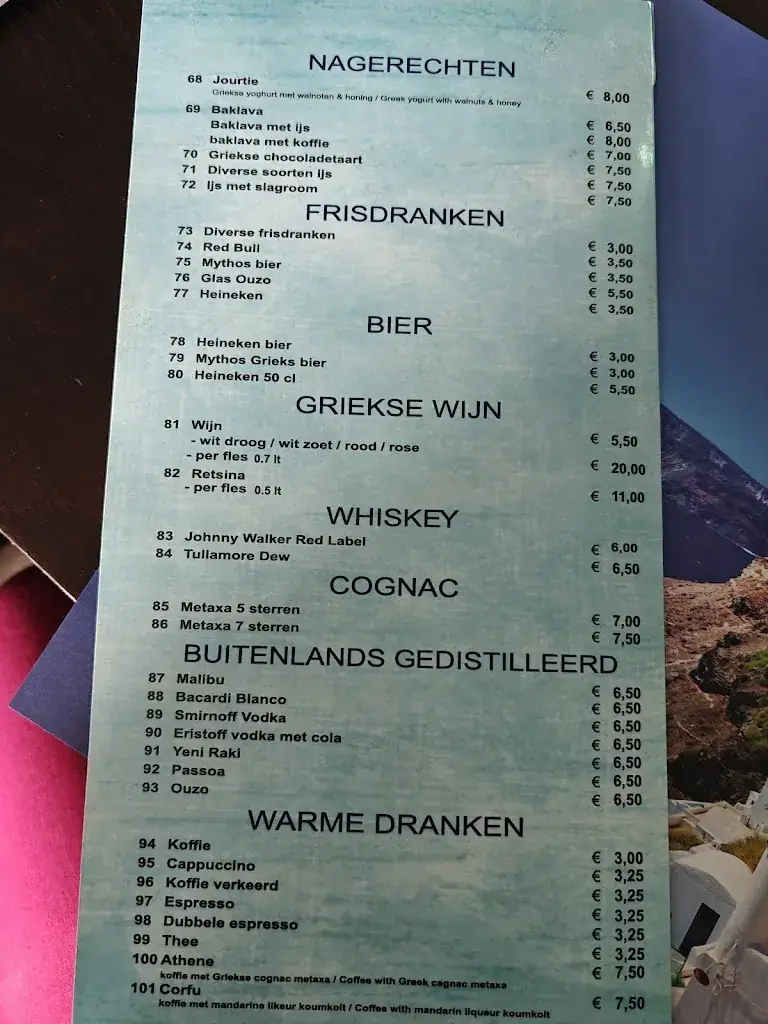 NAGERECHTEN
68 Jourtie € 8,00
Griekse yoghurt met walnoten & honing / Greek yogurt with walnuts & honey
69 Baklava € 6,50
Baklava met ijs € 8,00
baklava met koffie € 7,00
70 Griekse chocoladetaart € 7,50
71 Diverse soorten ijs € 7,50
72 Ijs met slagroom € 7,50
FRISDRANKEN
73 Diverse frisdranken € 3,00
74 Red Bull € 3,50
75 Mythos bier € 3,50
76 Glas Ouzo € 5,50
77 Heineken € 3,50
BIER
78 Heineken bier € 3,00
79 Mythos Grieks bier € 3,00
80 Heineken 50 cl € 5,50
GRIEKSE WIJN
81 Wijn € 5,50
- wit droog / wit zoet / rood / rose
- per fles 0.7 lt € 20,00
82 Retsina
- per fles 0.5 lt € 11,00
WHISKEY
83 Johnny Walker Red Label € 6,00
84 Tullamore Dew € 6,50
COGNAC
85 Metaxa 5 sterren € 7,00
86 Metaxa 7 sterren € 7,50
BUITENLANDS GEDISTILLEERD
87 Malibu € 6,50
88 Bacardi Blanco € 6,50
89 Smirnoff Vodka € 6,50
90 Eristoff vodka met cola € 6,50
91 Yeni Raki € 6,50
92 Passoa € 6,50
93 Ouzo € 6,50
WARME DRANKEN
94 Koffie € 3,00
95 Cappuccino € 3,25
96 Koffie verkeerd € 3,25
97 Espresso € 3,25
98 Dubbele espresso € 3,25
99 Thee € 3,25
100 Athene € 7,50
koffie met Griekse cognac metaxa / Coffee with Greek cagnac metaxa
101 Corfu € 7,50
koffie met mandarine likeur koumkoit / Coffee with mandarin liqueur koumkoit